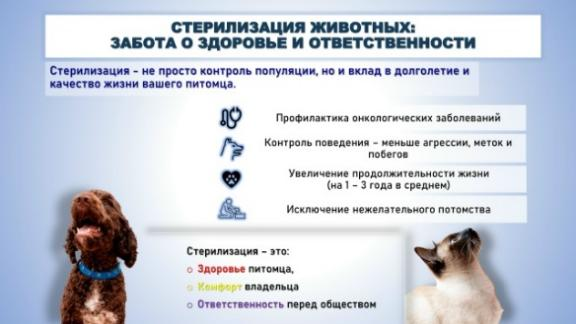 СТЕРИЛИЗАЦИЯ ЖИВОТНЫХ:
ЗАБОТА О ЗДОРОВЬЕ И ОТВЕТСТВЕННОСТИ
Стерилизация - не просто контроль популяции, но и вклад в долголетие и
качество жизни вашего питомца.
Профилактика онкологических заболеваний
Контроль поведения – меньше агрессии, меток и
побегов
Увеличение продолжительности жизни
(на 1 – 3 года в среднем)
Исключение нежелательного потомства
Стерилизация – это:
o Здоровье питомца,
o Комфорт владельца
o Ответственность перед обществом